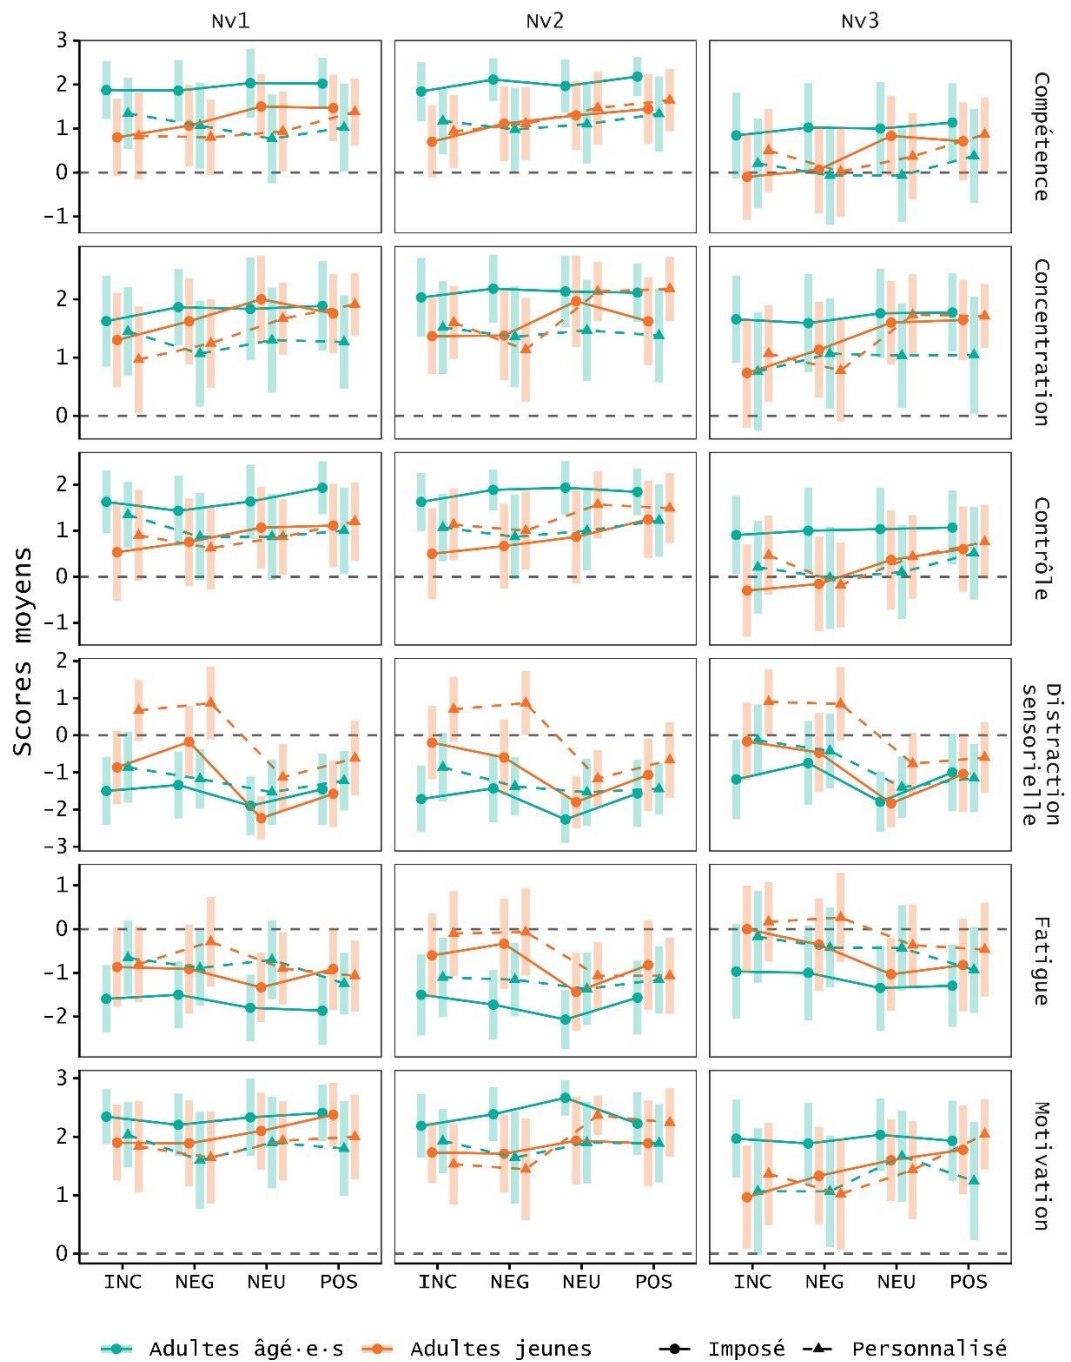 Nv1 Nv2 Nv3
3
2
1
0
-1
Compétence
2
1
0
Concentration
2
1
0
-1
Contrôle
Scores moyens
2
1
0
-1
-2
-3
Distraction
sensorielle
1
0
-1
-2
Fatigue
3
2
1
0
Motivation
INC NEG NEU POS INC NEG NEU POS INC NEG NEU POS
Adultes âgé·e·s Adultes jeunes Imposé Personnalisé